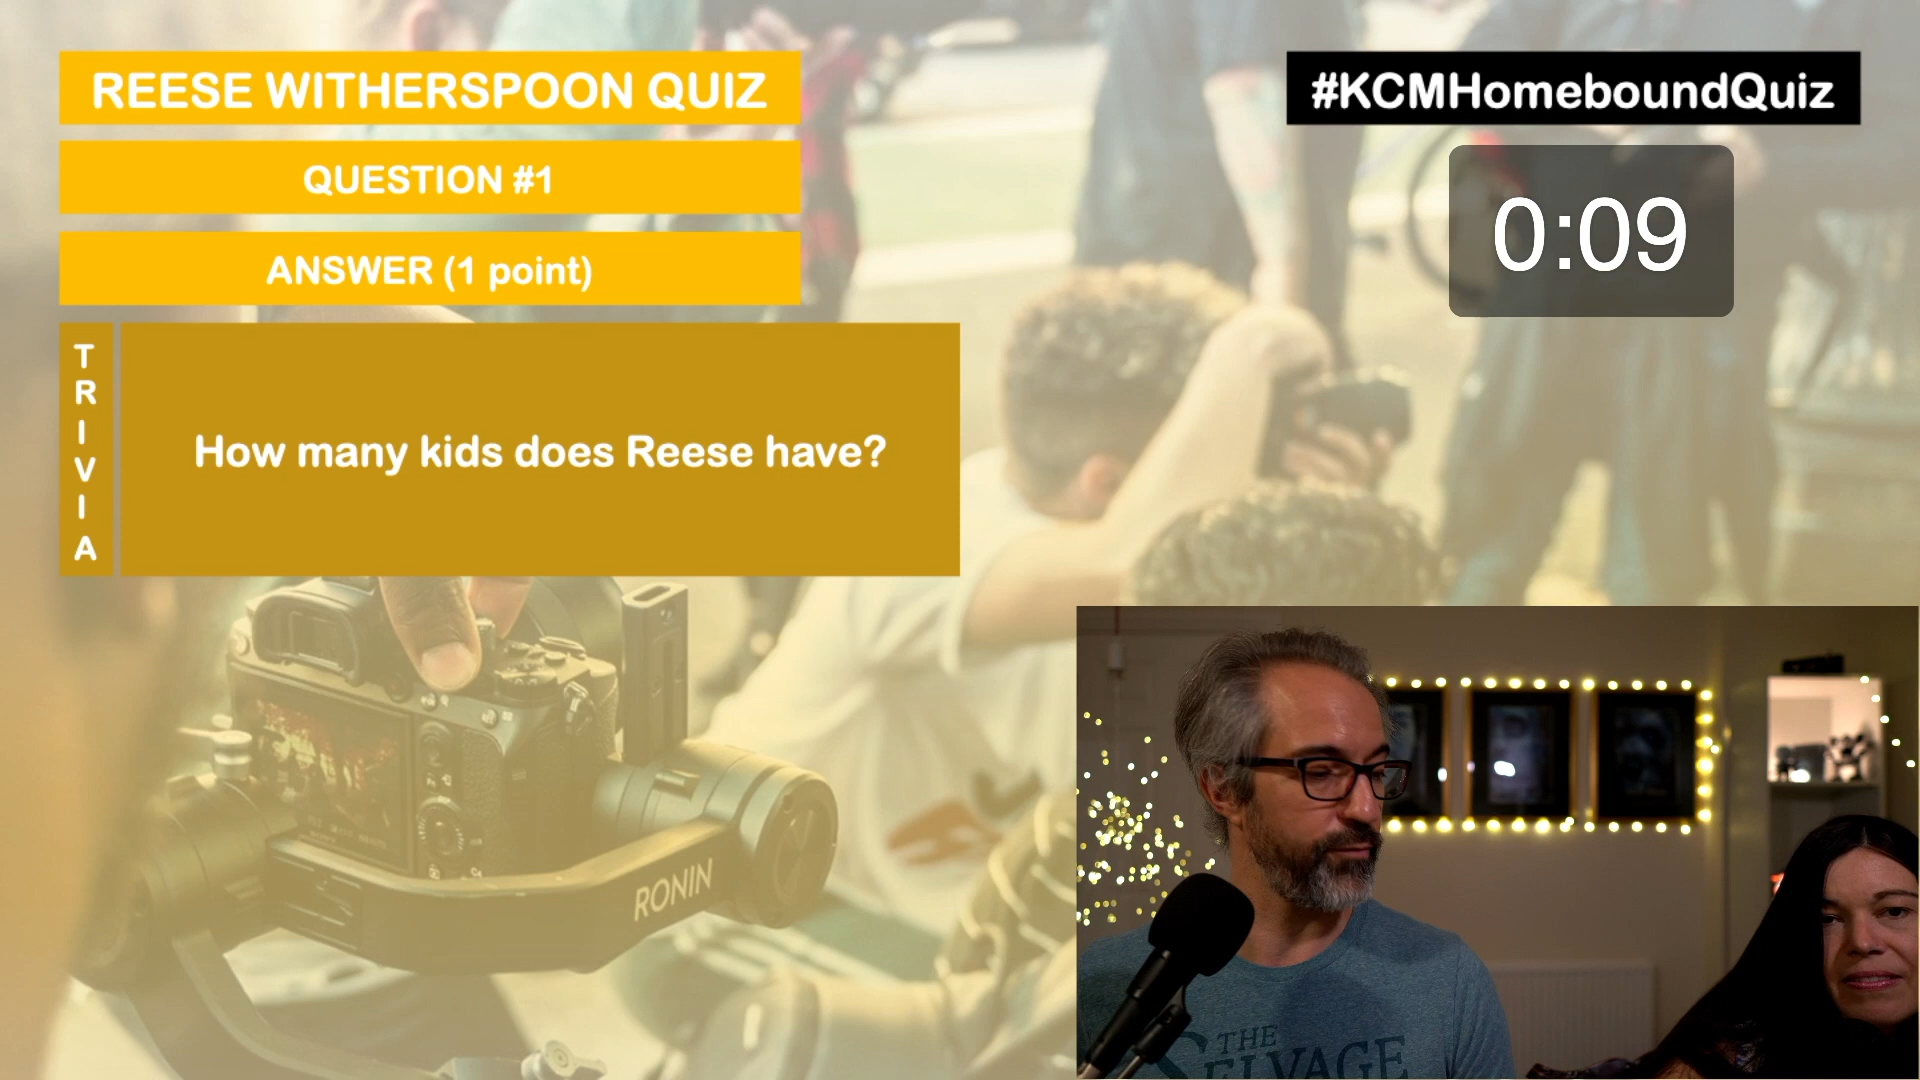 REESE WITHERSPOON QUIZ
#KCMHomeboundQuiz
QUESTION #1
0:09
ANSWER (1 point)
TRIVIA
How many kids does Reese have?
RONIN
THE
SELVAGE